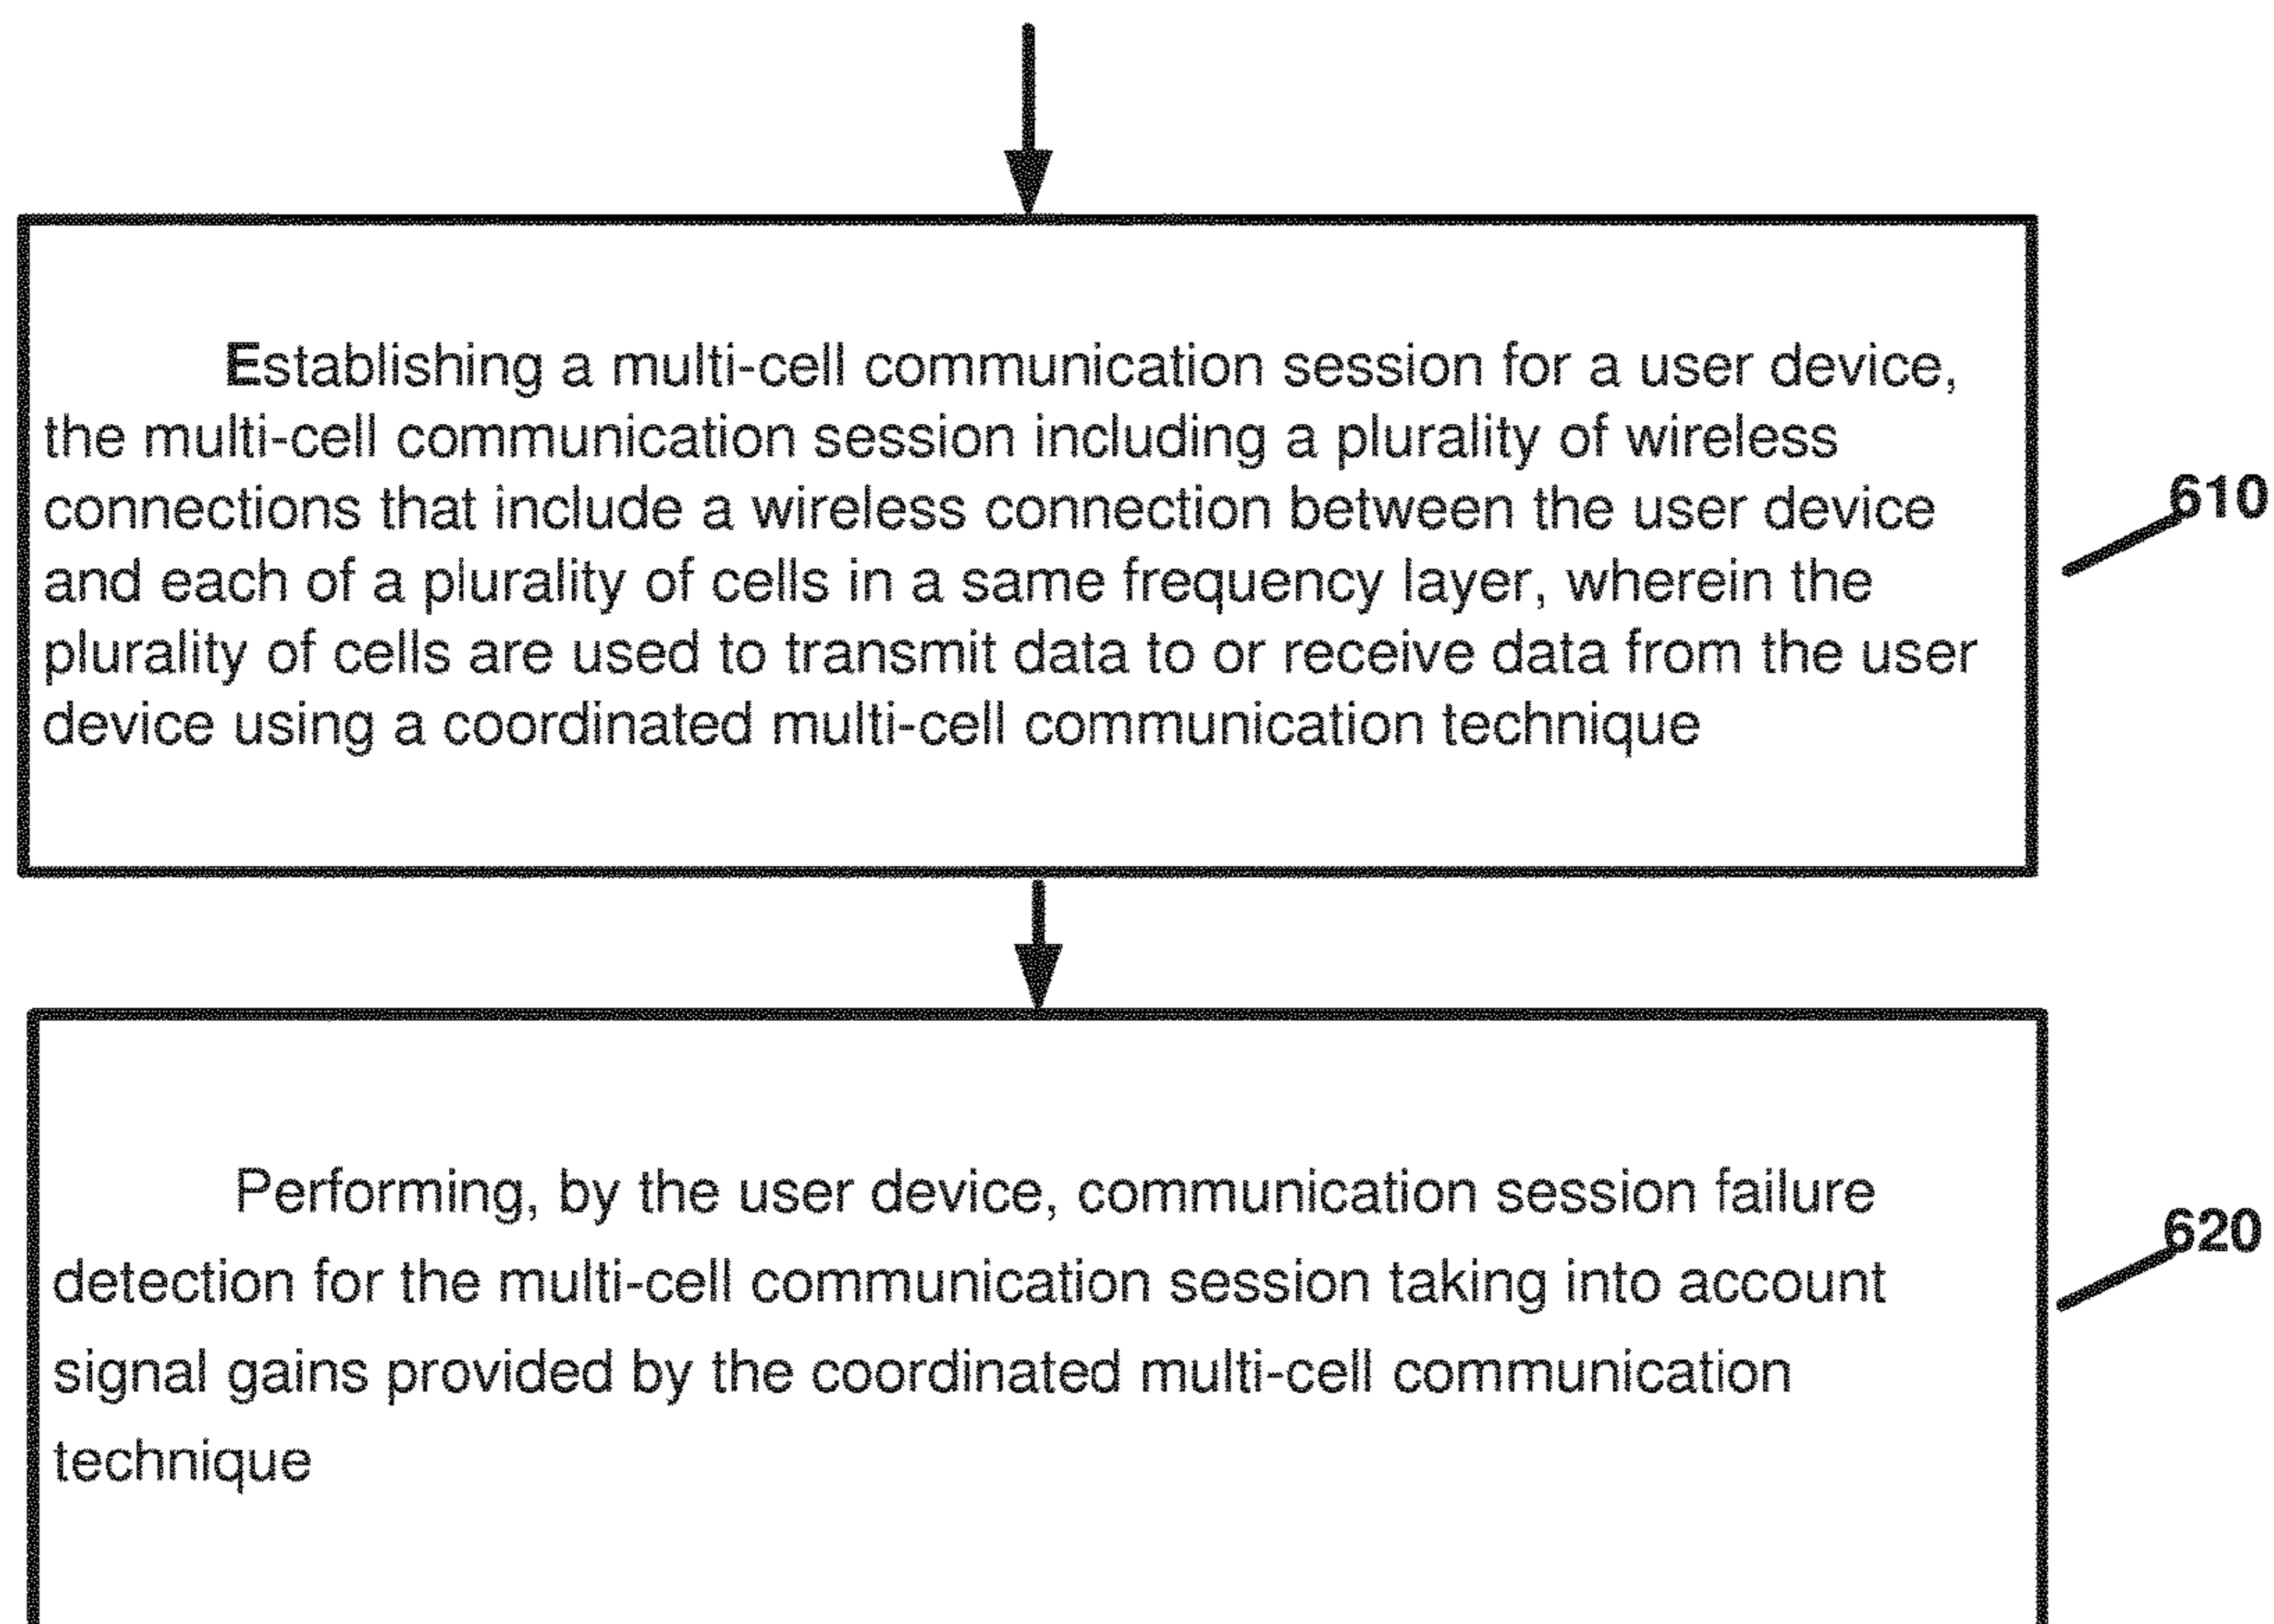 Establishing a multi-cell communication session for a user device,
the multi-cell communication session including a plurality of wireless
connections that include a wireless connection between the user device
and each of a plurality of cells in a same frequency layer, wherein the
plurality of cells are used to transmit data to or receive data from the user
device using a coordinated multi-cell communication technique
610
Performing, by the user device, communication session failure
detection for the multi-cell communication session taking into account
signal gains provided by the coordinated multi-cell communication
technique
620